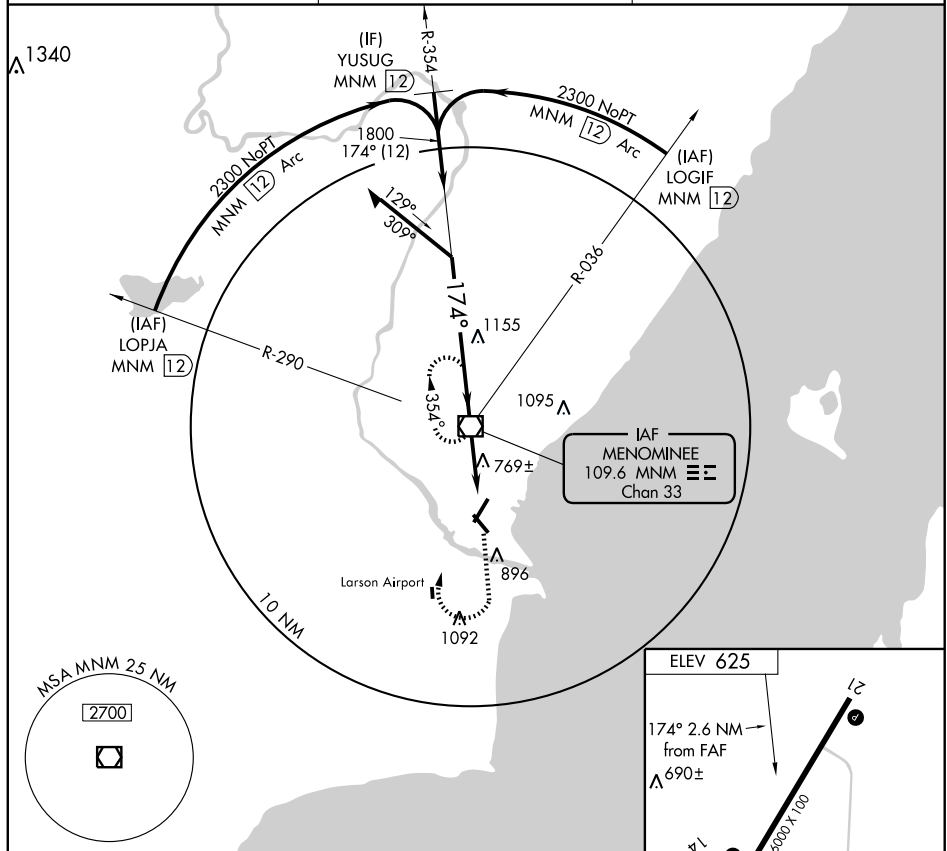 1340
(IF)
YUSUG
MNM 12
R-354
2300 NoPT
MNM 12 Arc
2300 NoPT
MNM 12 Arc
(IAF)
LOGIF
MNM 12
1800
174° (12)
129°
309°
R-036
174°
1155
(IAF)
LOPJA
MNM 12
R-290
354°
1095
IAF
MENOMINEE
109.6 MNM
Chan 33
769±
896
Larson Airport
1092
10 NM
MSA MNM 25 NM
2700
ELEV 625
174° 2.6 NM
from FAF
690±
21
P
6000 X 100
14